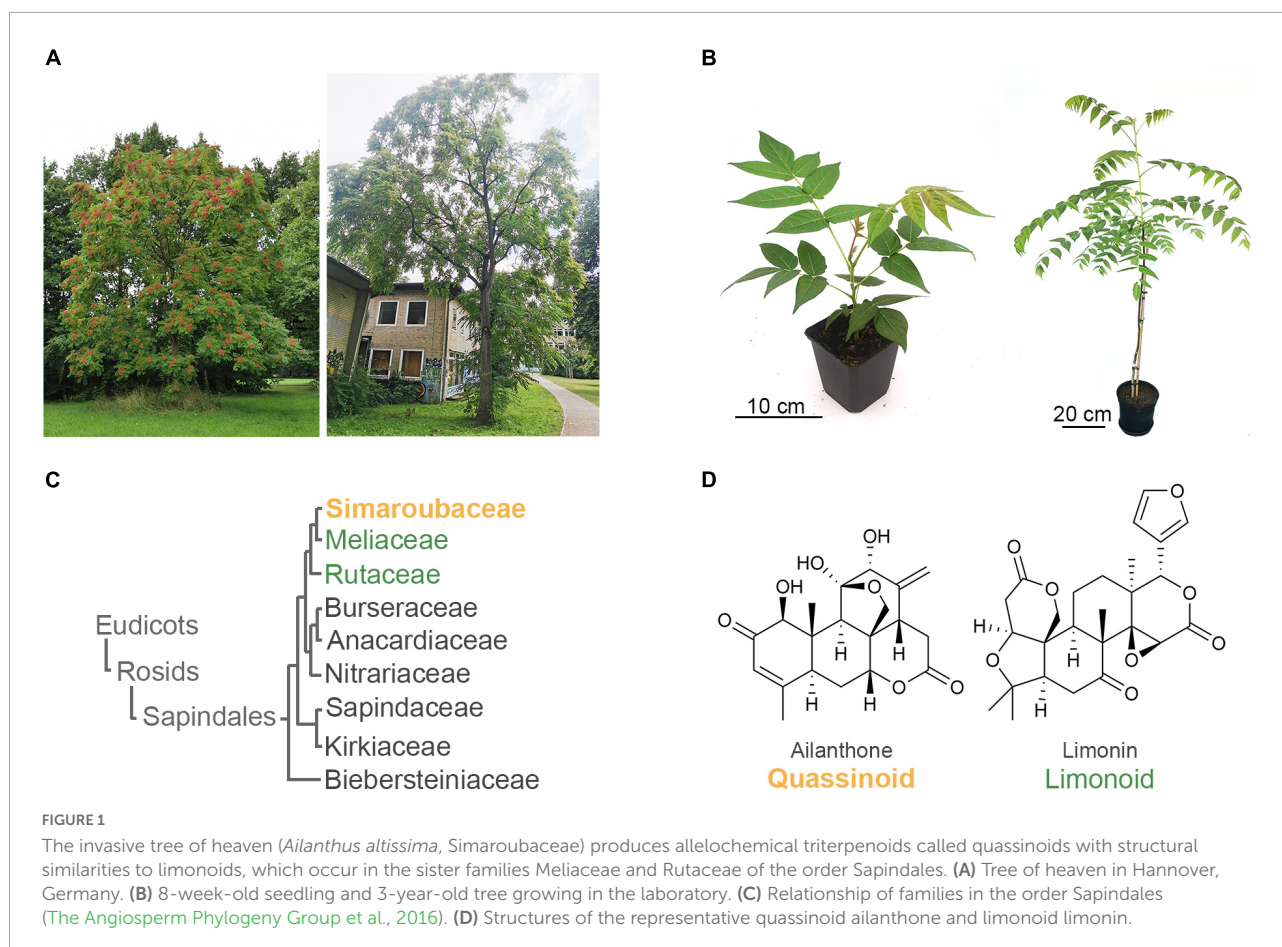 A
B
10 cm
20 cm
C
Eudicots
Rosids
Sapindales
Simaroubaceae
Meliaceae
Rutaceae
Burseraceae
Anacardiaceae
Nitrariaceae
Sapindaceae
Kirkiaceae
Biebersteiniaceae
D
OH
HO
OH
O
O
H
H
H
H
O
O
Ailanthone
Quassinoid
O
O
O
H
O
H
H
O
O
O
O
Limonin
Limonoid
FIGURE 1
The invasive tree of heaven (Ailanthus altissima, Simaroubaceae) produces allelochemical triterpenoids called quassinoids with structural
similarities to limonoids, which occur in the sister families Meliaceae and Rutaceae of the order Sapindales. (A) Tree of heaven in Hannover,
Germany. (B) 8-week-old seedling and 3-year-old tree growing in the laboratory. (C) Relationship of families in the order Sapindales
(The Angiosperm Phylogeny Group et al., 2016). (D) Structures of the representative quassinoid ailanthone and limonoid limonin.